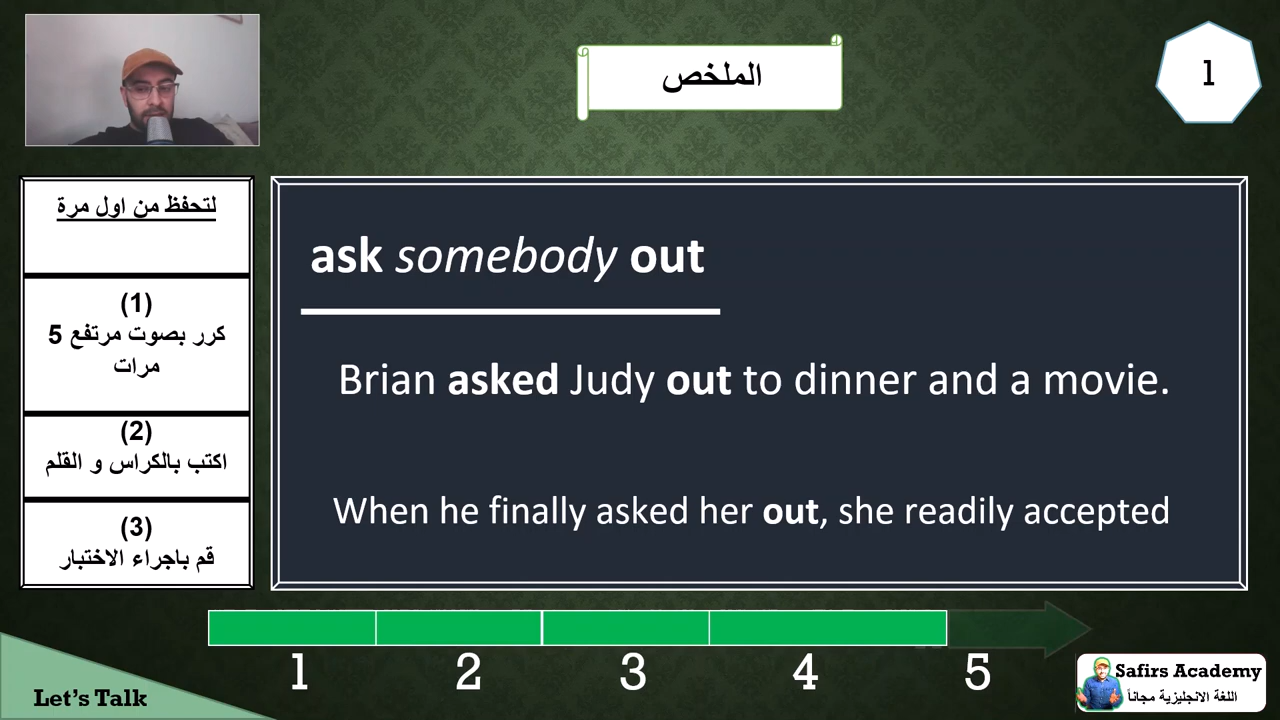 الملخص
1
لتحفظ من اول مرة
(1)
كرر بصوت مرتفع 5
مرات
(2)
اكتب بالكراس و القلم
(3)
قم باجراء الاختبار
ask somebody out
Brian asked Judy out to dinner and a movie.
When he finally asked her out, she readily accepted
1 2 3 4 5
Let's Talk
Safirs Academy
اللغة الانجليزية مجاناً